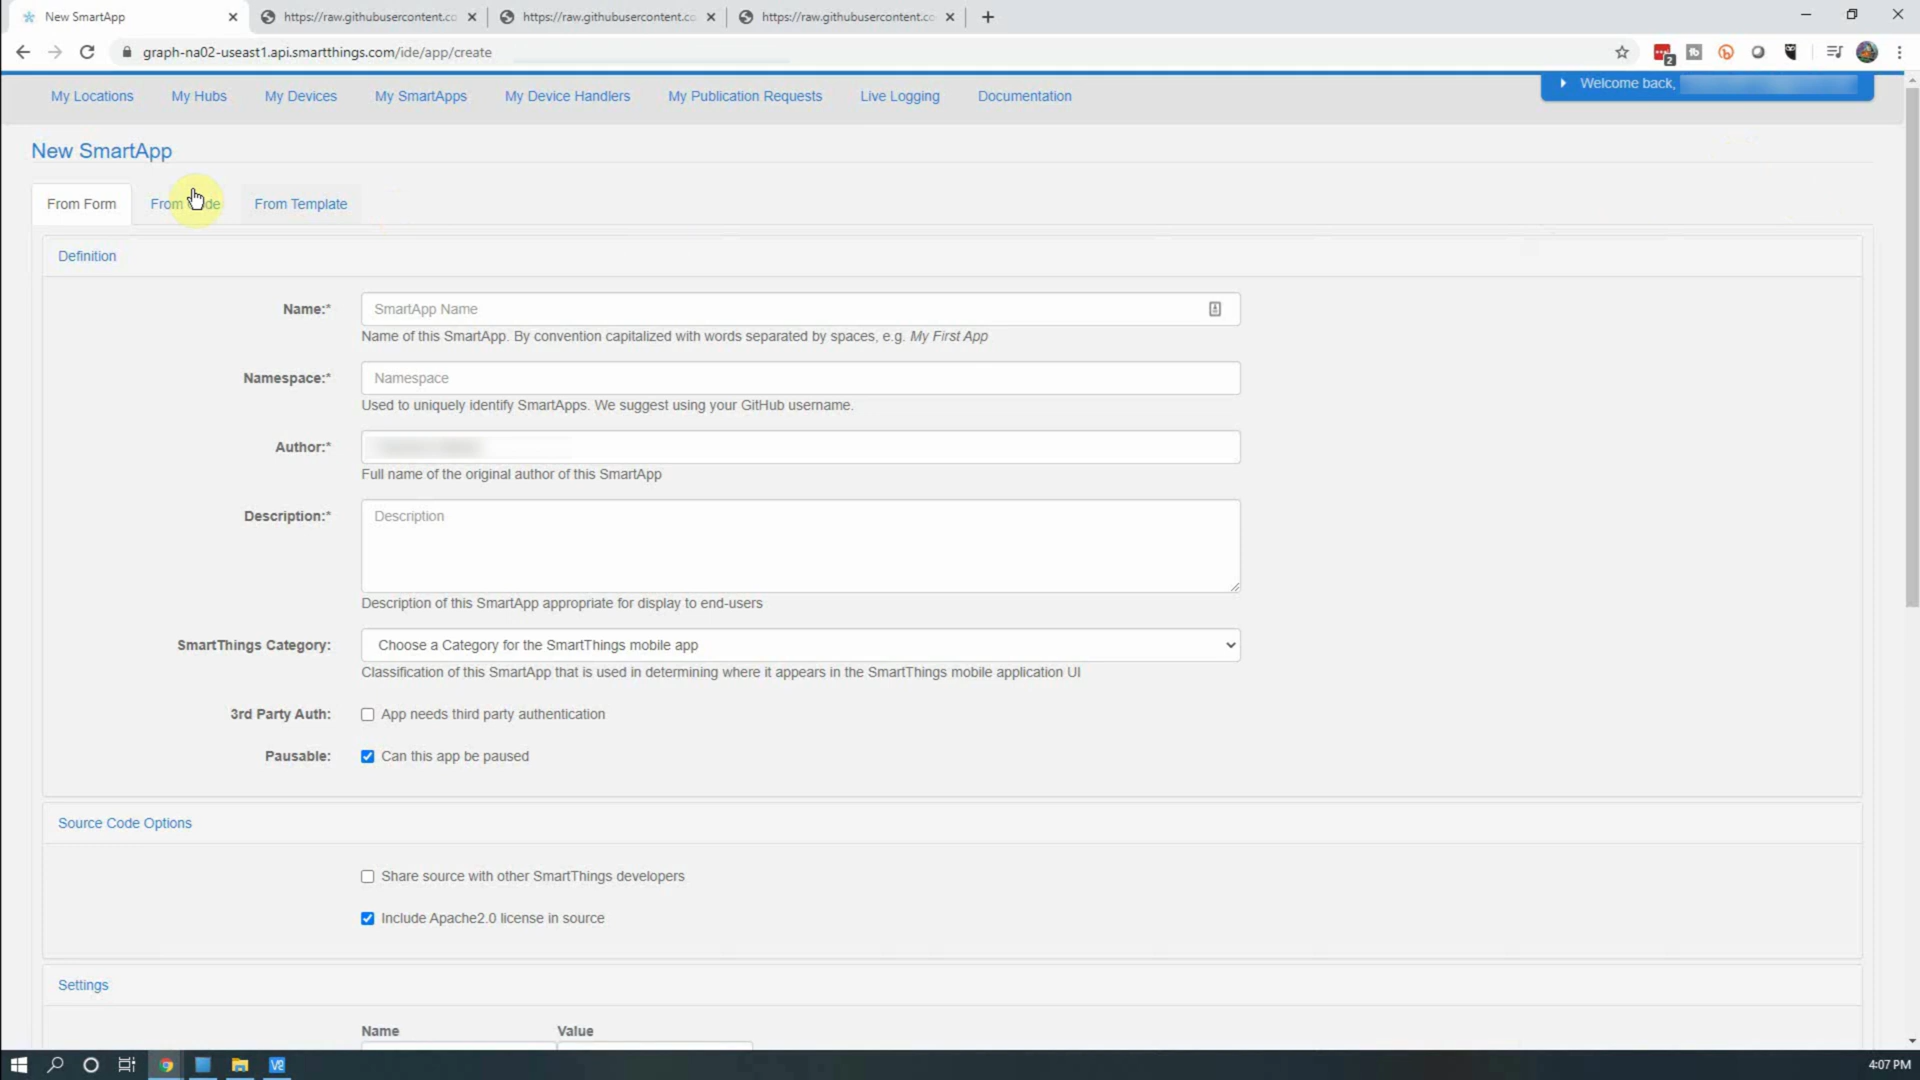 New SmartApp
https://raw.githubusercontent.co
https://raw.githubusercontent.co
https://raw.githubusercontent.co
graph-na02-useast1.api.smartthings.com/ide/app/create
2
My Locations
My Hubs
My Devices
My SmartApps
My Device Handlers
My Publication Requests
Live Logging
Documentation
Welcome back,
New SmartApp
From Form
From Code
From Template
Definition
Name:*
SmartApp Name
Name of this SmartApp. By convention capitalized with words separated by spaces, e.g. My First App
Namespace:*
Namespace
Used to uniquely identify SmartApps. We suggest using your GitHub username.
Author:*
Full name of the original author of this SmartApp
Description:*
Description
Description of this SmartApp appropriate for display to end-users
SmartThings Category:
Choose a Category for the SmartThings mobile app
Classification of this SmartApp that is used in determining where it appears in the SmartThings mobile application UI
3rd Party Auth:
App needs third party authentication
Pausable:
Can this app be paused
Source Code Options
Share source with other SmartThings developers
Include Apache2.0 license in source
Settings
Name
Value
4:07 PM